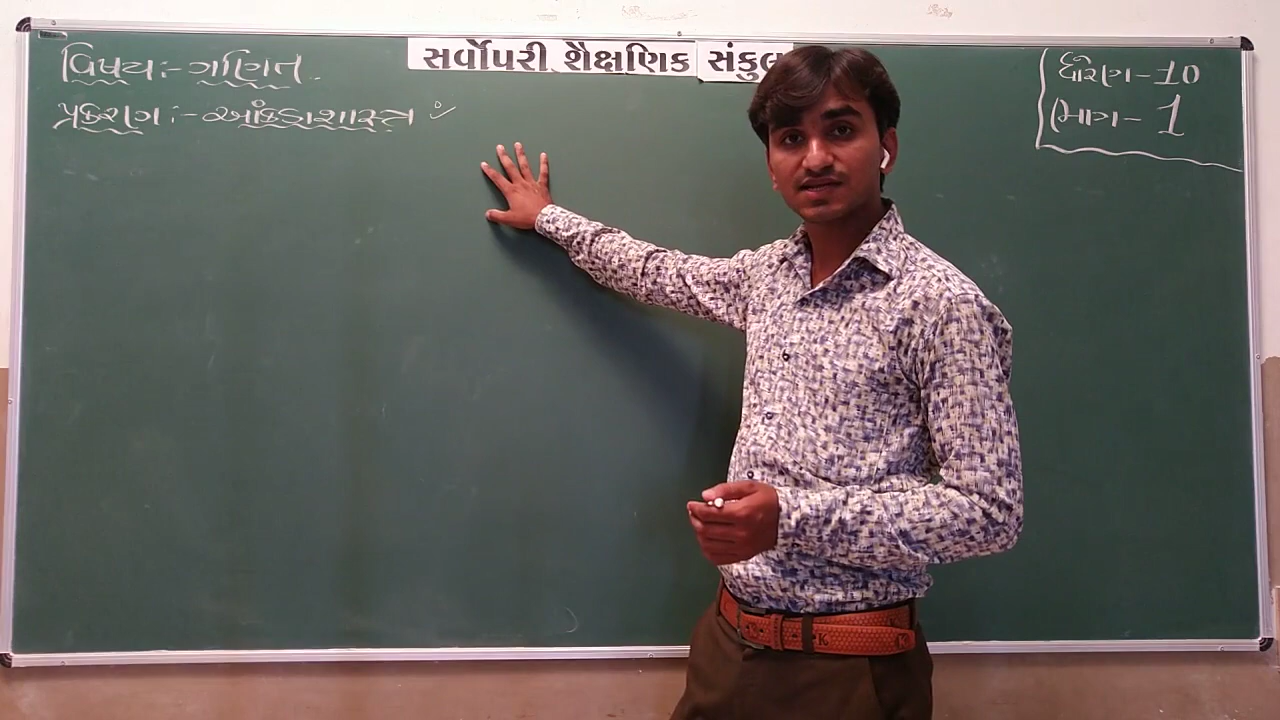 સર્વોપરી શૈક્ષણિક સંકુલ
વિષય:- ગણિત
પ્રકરણ :- આંકડાશાસ્ત્ર
ધોરણ - 10
ભાગ - 1